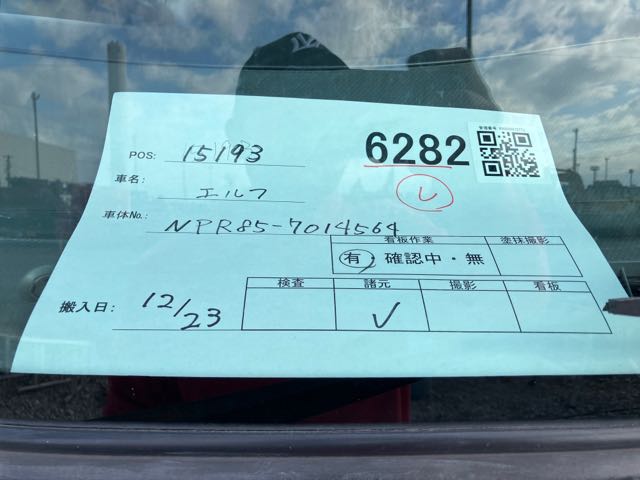 POS: 15193
6282
車名: エルフ
レ
車体No.: NPR85-7014564
看板作業 塗抹撮影
有 ・ 確認中・無
搬入日: 12/23
検査 諸元 撮影 看板
✓